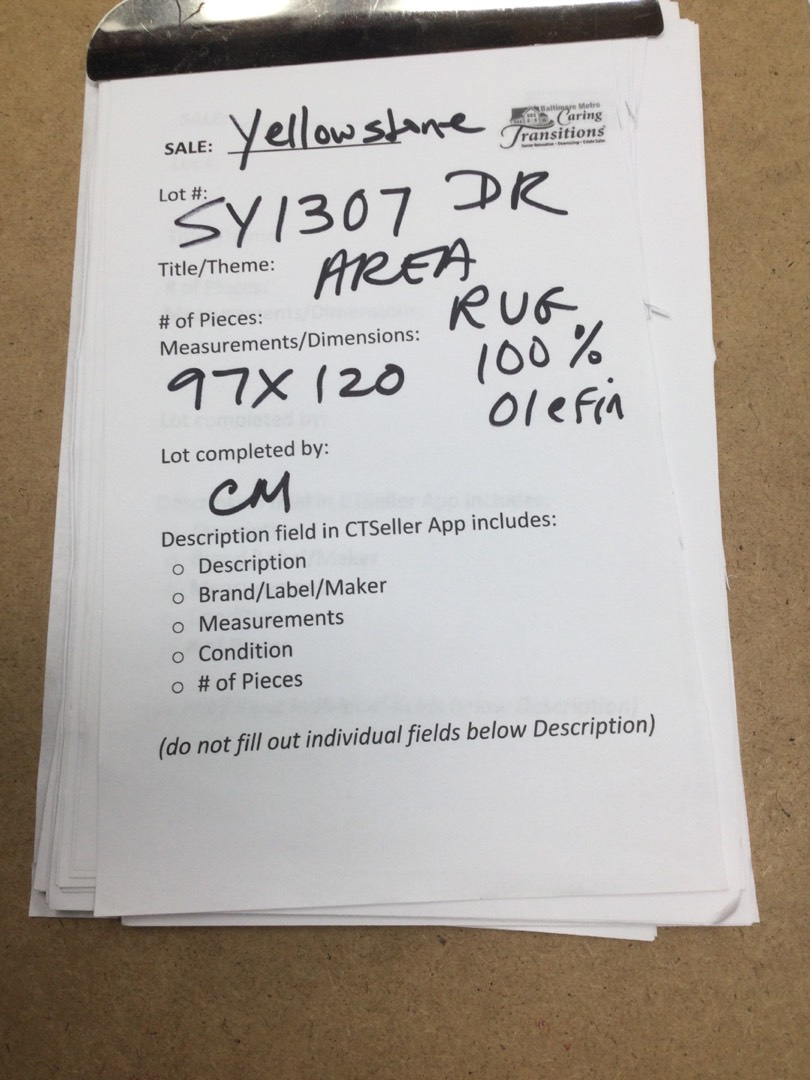 SALE: Yellowstone
Baltimore Metro
Caring
Transitions
Lot #:
SY1307 DR
Title/Theme: AREA
RUG
# of Pieces:
Measurements/Dimensions:
97X120 100%
Olefin
Lot completed by:
CM
Description field in CTSeller App includes:
o Description
o Brand/Label/Maker
o Measurements
o Condition
o # of Pieces
(do not fill out individual fields below Description)